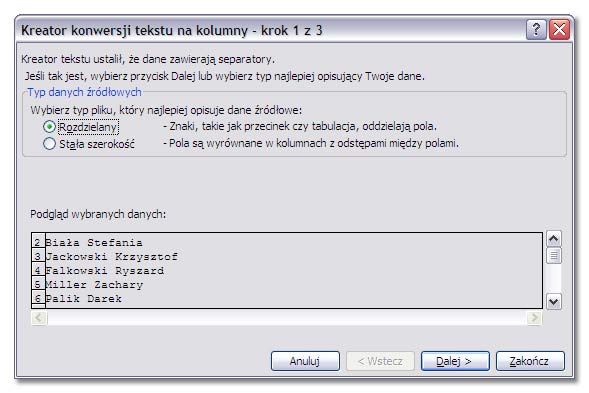 Kreator konwersji tekstu na kolumny - krok 1 z 3
Kreator tekstu ustalił, że dane zawierają separatory.
Jeśli tak jest, wybierz przycisk Dalej lub wybierz typ najlepiej opisujący Twoje dane.
Typ danych źródłowych
Wybierz typ pliku, który najlepiej opisuje dane źródłowe:
Rozdzielany - Znaki, takie jak przecinek czy tabulacja, oddzielają pola.
Stała szerokość - Pola są wyrównane w kolumnach z odstępami między polami.
Podgląd wybranych danych:
2 Biała Stefania
3 Jackowski Krzysztof
4 Falkowski Ryszard
5 Miller Zachary
6 Palik Darek
Anuluj < Wstecz Dalej > Zakończ